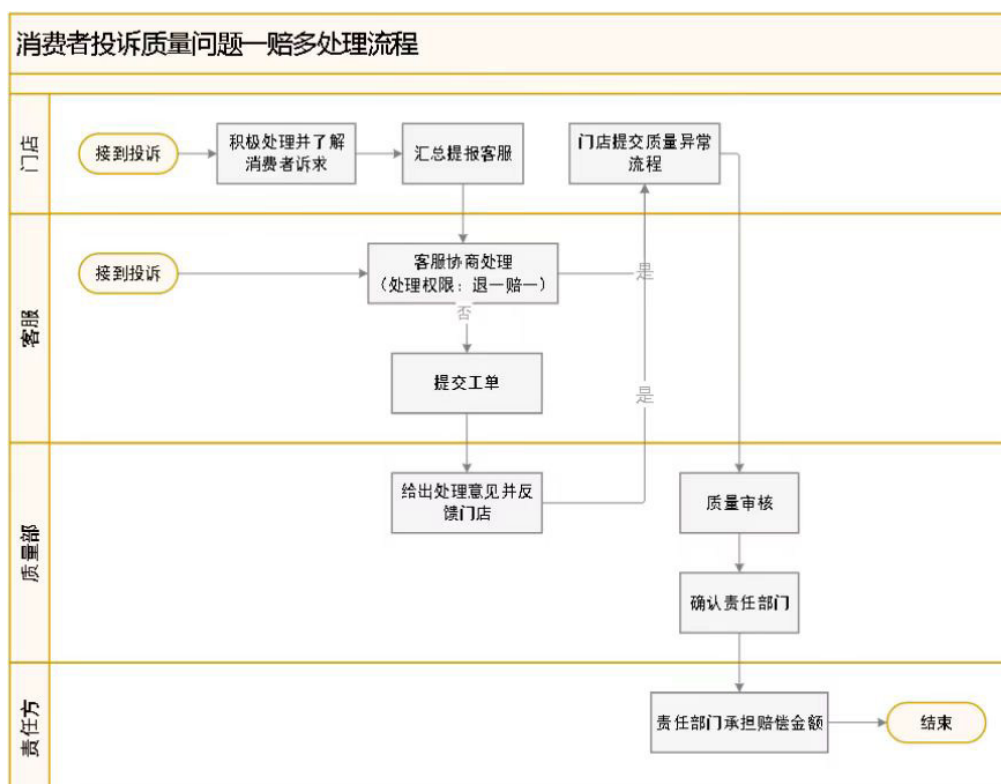 消费者投诉质量问题一赔多处理流程
门店
接到投诉
积极处理并了解
消费者诉求
汇总提报客服
门店提交质量异常
流程
客服
接到投诉
客服协商处理
（处理权限：退一赔一）
是
否
提交工单
是
质量部
给出处理意见并反
馈门店
质量审核
确认责任部门
责任方
责任部门承担赔偿金额
结束